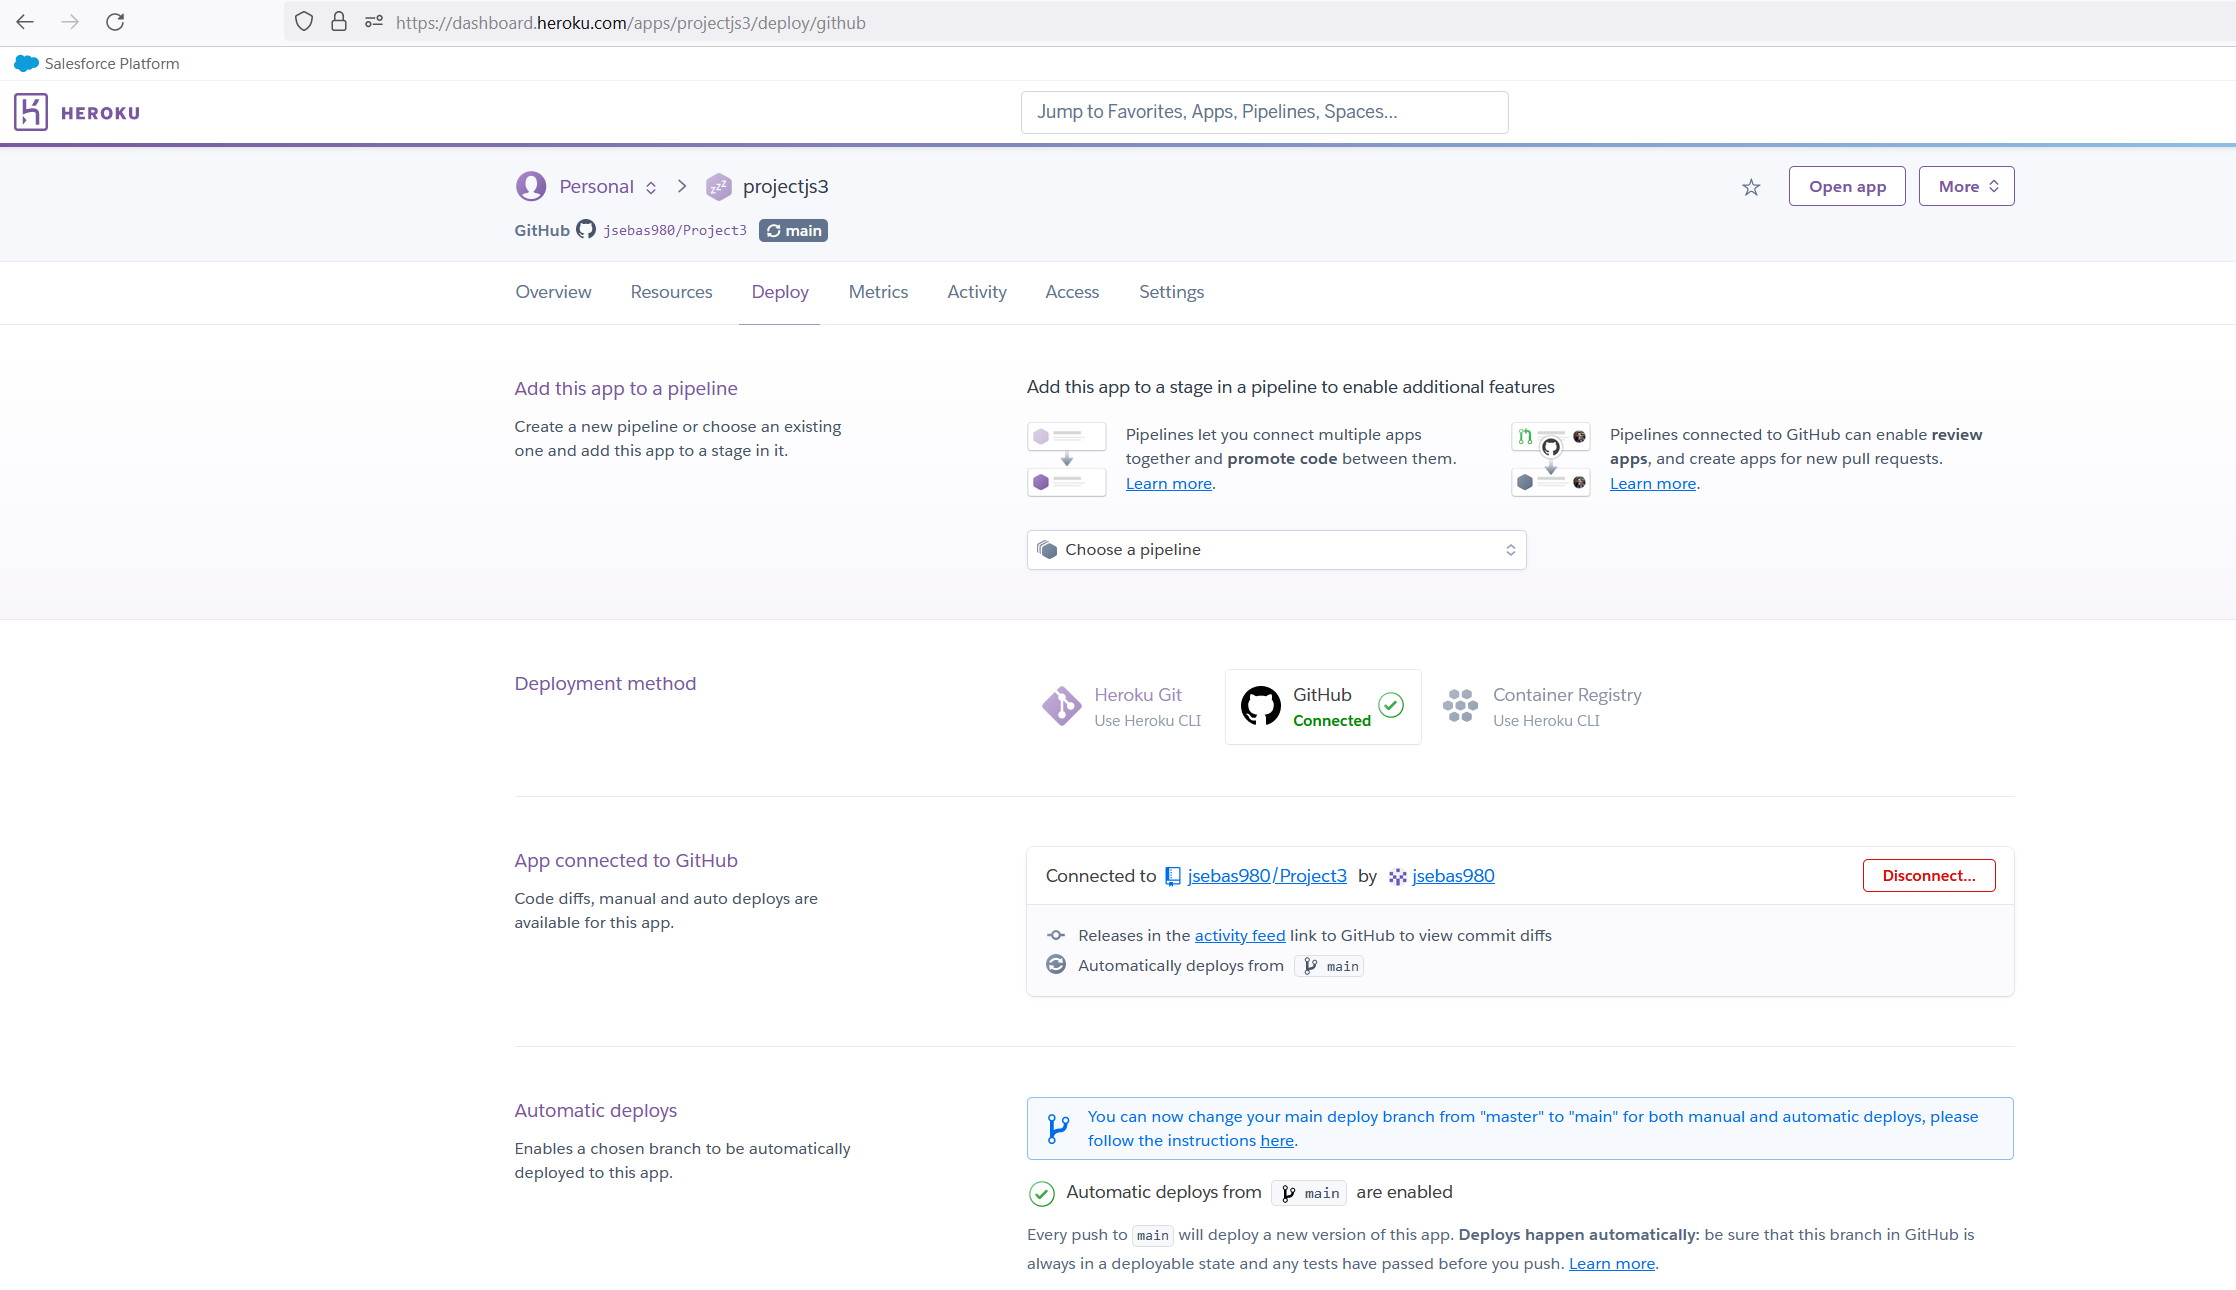 https://dashboard.heroku.com/apps/projectjs3/deploy/github
Salesforce Platform
HEROKU
Jump to Favorites, Apps, Pipelines, Spaces...
Personal
projectjs3
Open app
More
GitHub jsebas980/Project3 main
Overview Resources Deploy Metrics Activity Access Settings
Add this app to a pipeline
Create a new pipeline or choose an existing
one and add this app to a stage in it.
Add this app to a stage in a pipeline to enable additional features
Pipelines let you connect multiple apps
together and promote code between them.
Learn more.
Pipelines connected to GitHub can enable review
apps, and create apps for new pull requests.
Learn more.
Choose a pipeline
Deployment method
Heroku Git
Use Heroku CLI
GitHub
Connected
Container Registry
Use Heroku CLI
App connected to GitHub
Code diffs, manual and auto deploys are
available for this app.
Connected to jsebas980/Project3 by jsebas980
Disconnect...
Releases in the activity feed link to GitHub to view commit diffs
Automatically deploys from main
Automatic deploys
Enables a chosen branch to be automatically
deployed to this app.
You can now change your main deploy branch from "master" to "main" for both manual and automatic deploys, please
follow the instructions here.
Automatic deploys from main are enabled
Every push to main will deploy a new version of this app. Deploys happen automatically: be sure that this branch in GitHub is
always in a deployable state and any tests have passed before you push. Learn more.